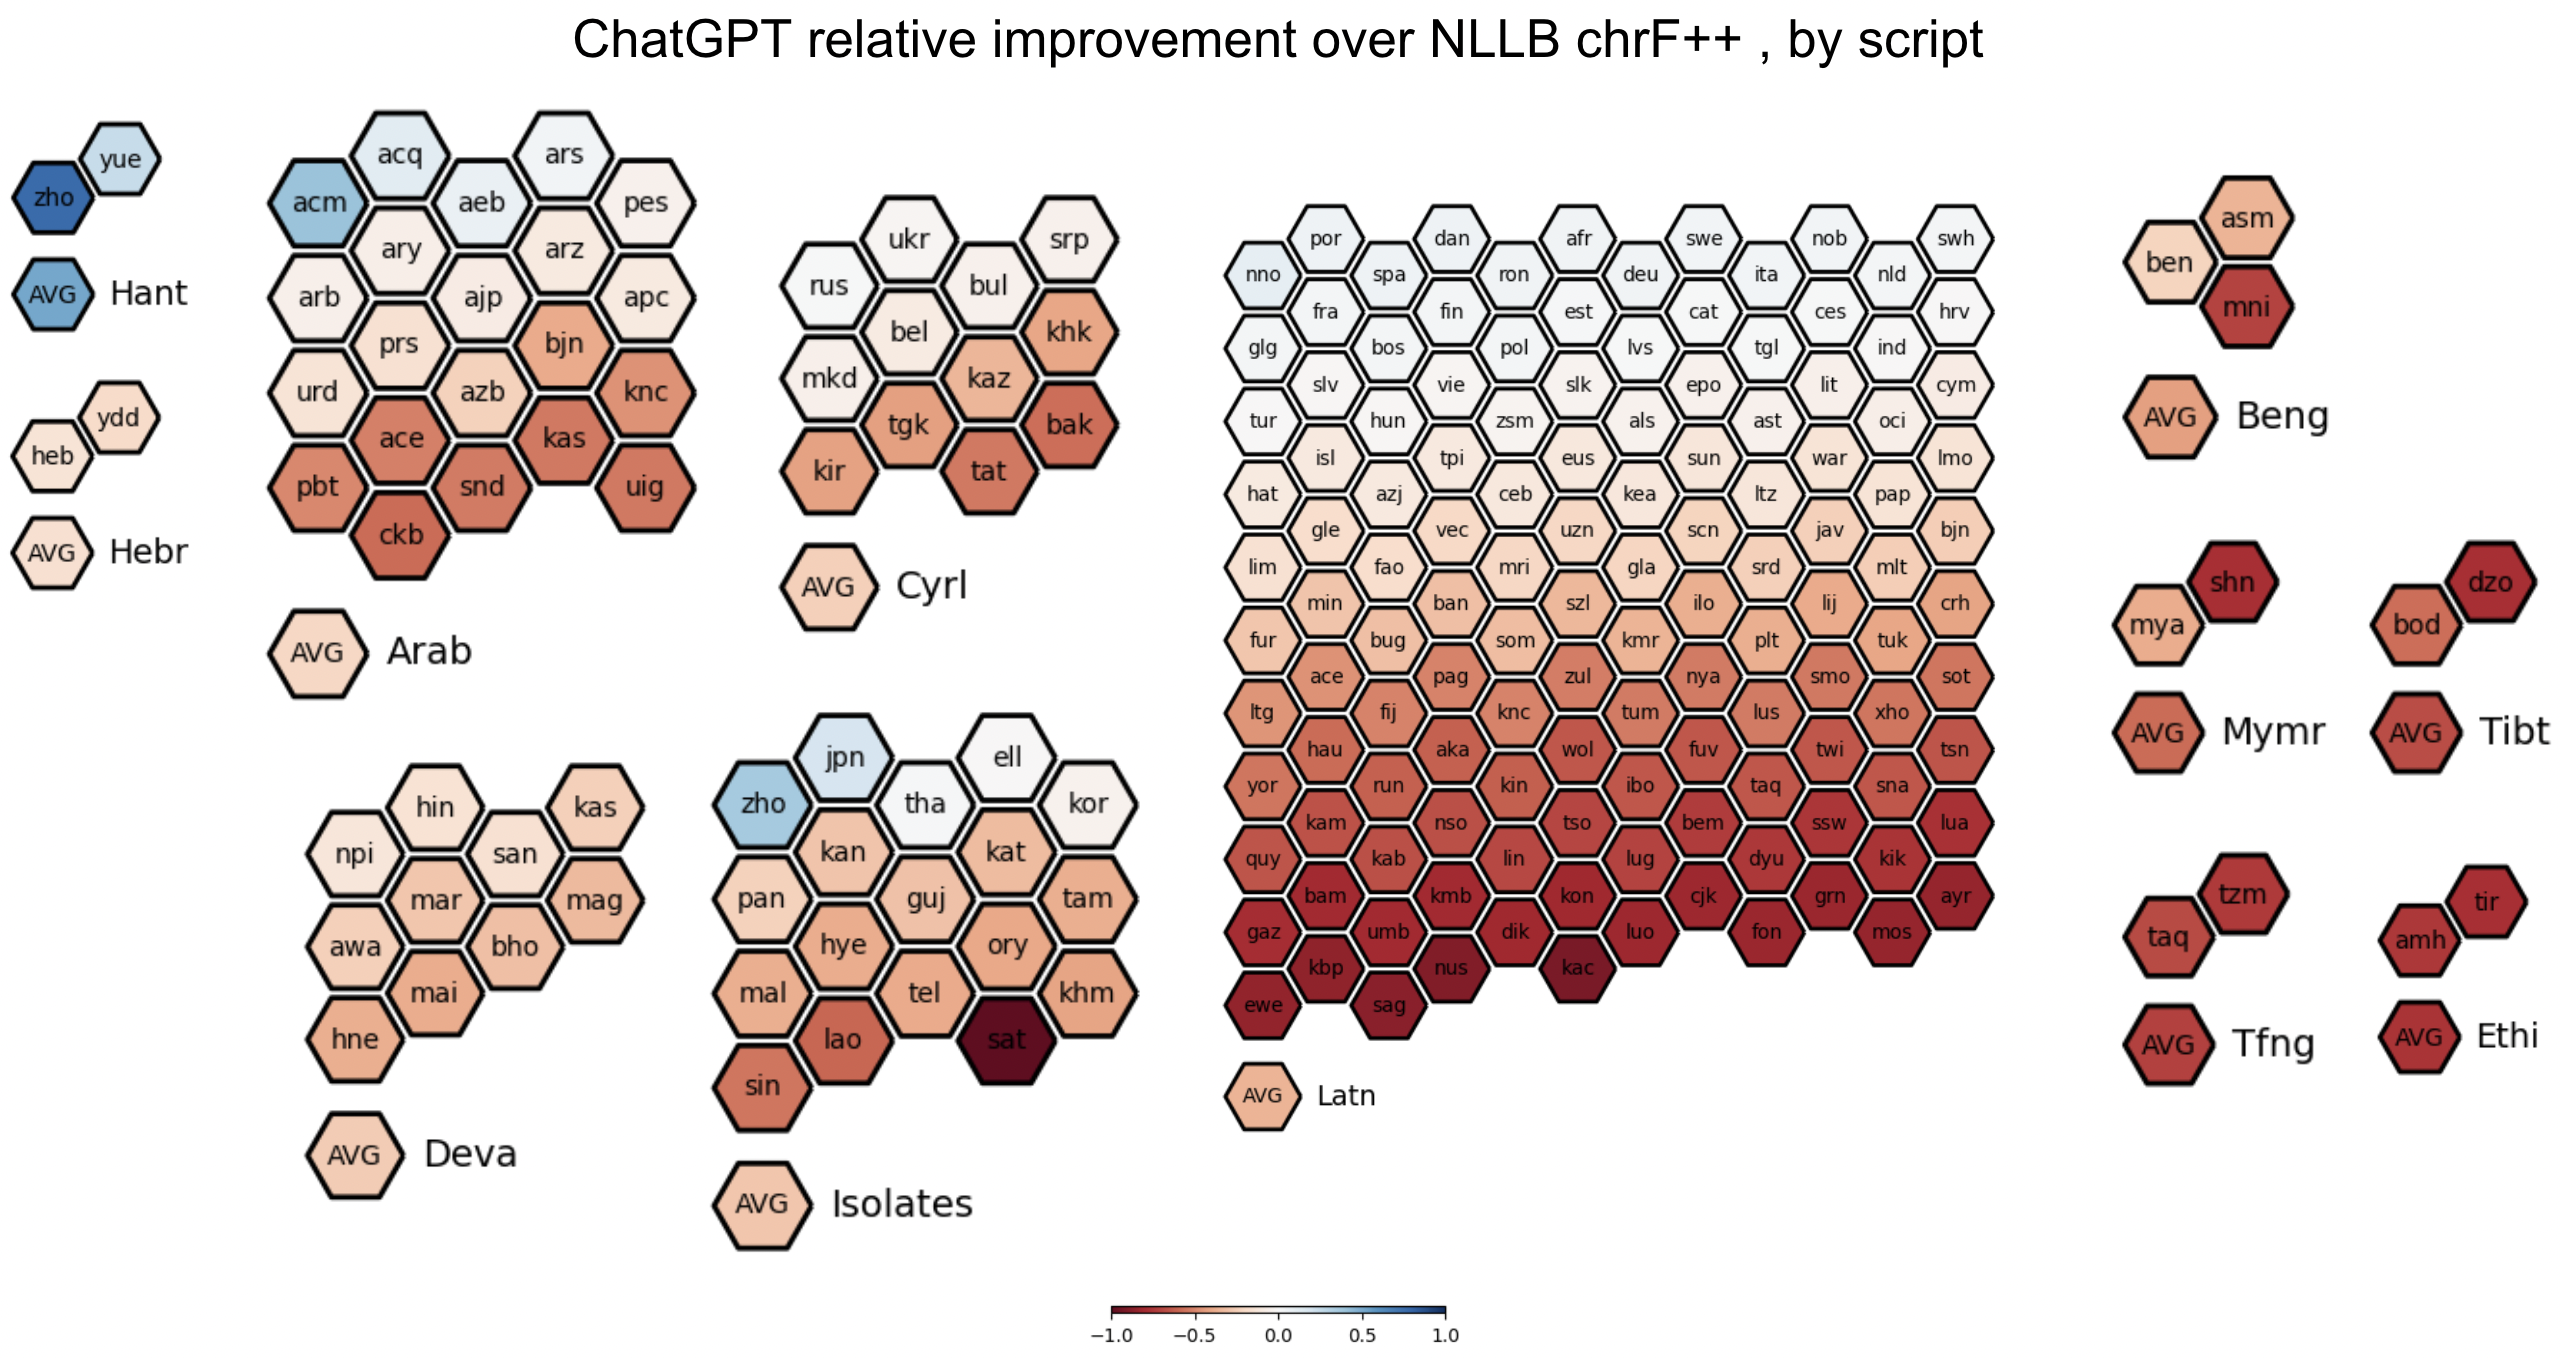 ChatGPT relative improvement over NLLB chrF++ , by script
yue
zho
AVG Hant
ydd
heb
AVG Hebr
acq ars
acm aeb pes
ary arz
arb ajp apc
prs bjn
urd azb knc
ace kas
pbt snd uig
ckb
AVG Arab
ukr srp
rus bul
bel khk
mkd kaz
tgk bak
kir tat
AVG Cyrl
hin kas
npi san
mar mag
awa bho
mai
hne
AVG Deva
jpn ell
zho tha kor
kan kat
pan guj tam
hye ory
mal tel khm
lao sat
sin
AVG Isolates
por dan afr swe nob swh
nno spa ron deu ita nld
fra fin est cat ces hrv
glg bos pol lvs tgl ind
slv vie slk epo lit cym
tur hun zsm als ast oci
isl tpi eus sun war lmo
hat azj ceb kea ltz pap
gle vec uzn scn jav bjn
lim fao mri gla srd mlt
min ban szl ilo lij crh
fur bug som kmr plt tuk
ace pag zul nya smo sot
ltg fij knc tum lus xho
hau aka wol fuv twi tsn
yor run kin ibo taq sna
kam nso tso bem ssw lua
quy kab lin lug dyu kik
bam kmb kon cjk grn ayr
gaz umb dik luo fon mos
kbp nus kac
ewe sag
AVG Latn
asm
ben
mni
AVG Beng
shn
mya
AVG Mymr
dzo
bod
AVG Tibt
tzm
taq
AVG Tfng
tir
amh
AVG Ethi
−1.0 −0.5 0.0 0.5 1.0